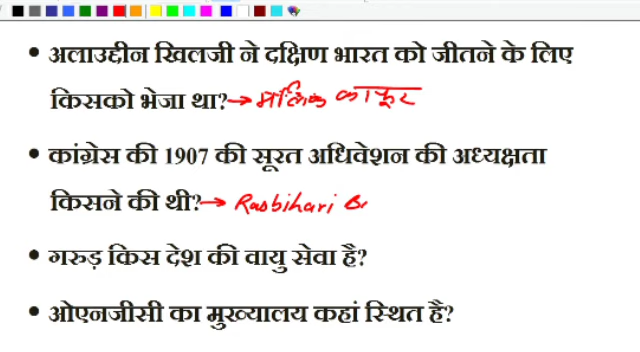 • अलाउद्दीन खिलजी ने दक्षिण भारत को जीतने के लिए
किसको भेजा था?→ मलिक काफूर
• कांग्रेस की 1907 की सूरत अधिवेशन की अध्यक्षता
किसने की थी?→ Rasbihari
• गरुड़ किस देश की वायु सेवा है?
• ओएनजीसी का मुख्यालय कहां स्थित है?